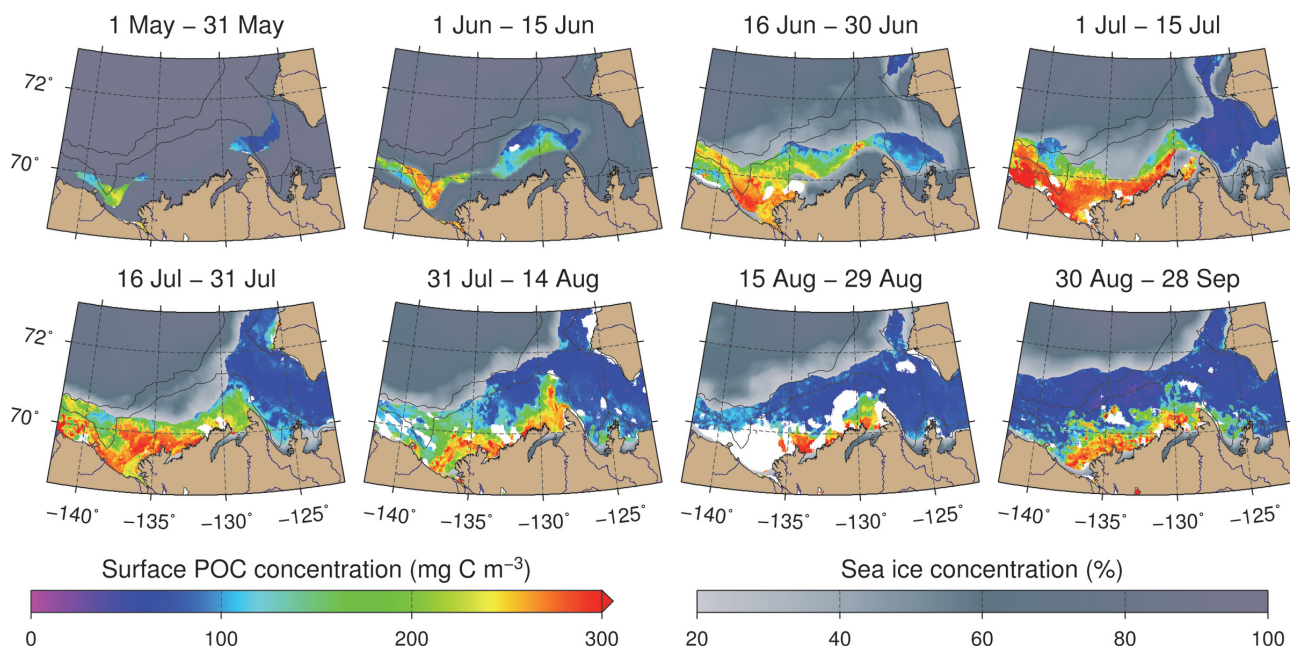 1 May − 31 May
1 Jun − 15 Jun
16 Jun − 30 Jun
1 Jul − 15 Jul
72°
70°
16 Jul − 31 Jul
31 Jul − 14 Aug
15 Aug − 29 Aug
30 Aug − 28 Sep
72°
70°
−140° −135° −130° −125° −140° −135° −130° −125° −140° −135° −130° −125° −140° −135° −130° −125°
Surface POC concentration (mg C m⁻³)
0 100 200 300
Sea ice concentration (%)
20 40 60 80 100